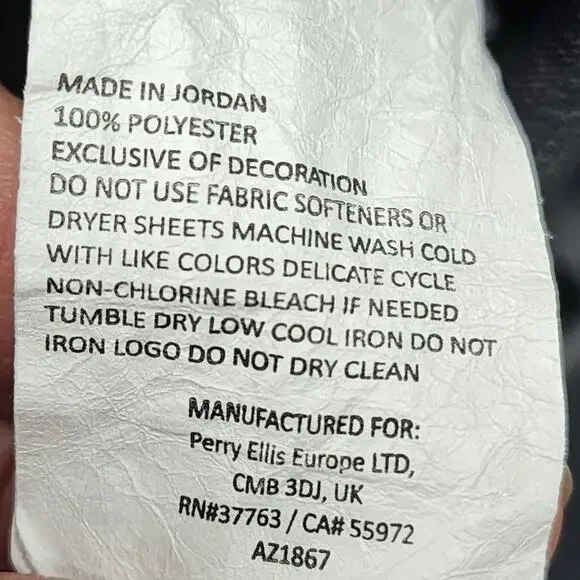 MADE IN JORDAN
100% POLYESTER
EXCLUSIVE OF DECORATION
DO NOT USE FABRIC SOFTENERS OR
DRYER SHEETS MACHINE WASH COLD
WITH LIKE COLORS DELICATE CYCLE
NON-CHLORINE BLEACH IF NEEDED
TUMBLE DRY LOW COOL IRON DO NOT
IRON LOGO DO NOT DRY CLEAN
MANUFACTURED FOR:
Perry Ellis Europe LTD,
CMB 3DJ, UK
RN#37763 / CA# 55972
AZ1867